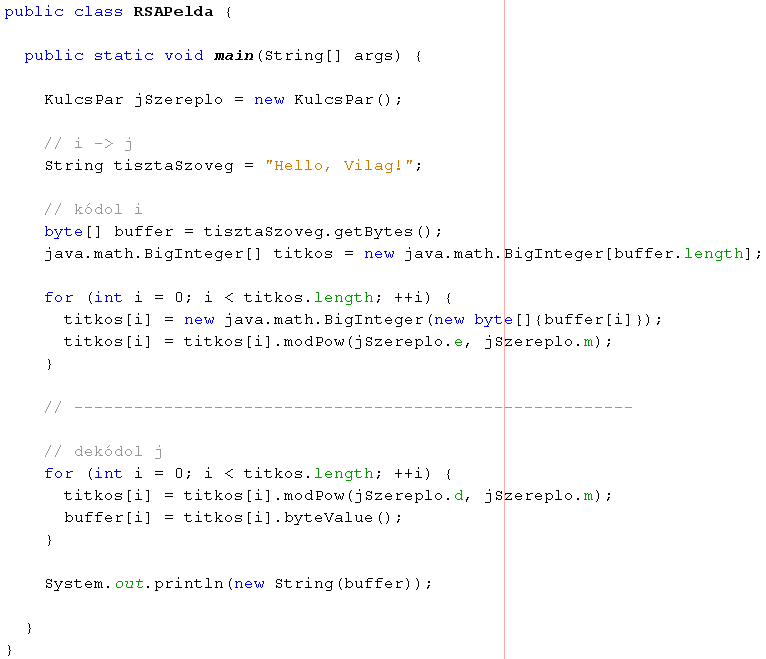 public class RSAPelda {
public static void main(String[] args) {
KulcsPar jSzereplo = new KulcsPar();
// i -> j
String tisztaSzoveg = "Hello, Vilag!";
// kódol i
byte[] buffer = tisztaSzoveg.getBytes();
java.math.BigInteger[] titkos = new java.math.BigInteger[buffer.length];
for (int i = 0; i < titkos.length; ++i) {
titkos[i] = new java.math.BigInteger(new byte[]{buffer[i]});
titkos[i] = titkos[i].modPow(jSzereplo.e, jSzereplo.m);
}
// --------------------------------------------------------
// dekódol j
for (int i = 0; i < titkos.length; ++i) {
titkos[i] = titkos[i].modPow(jSzereplo.d, jSzereplo.m);
buffer[i] = titkos[i].byteValue();
}
System.out.println(new String(buffer));
}
}